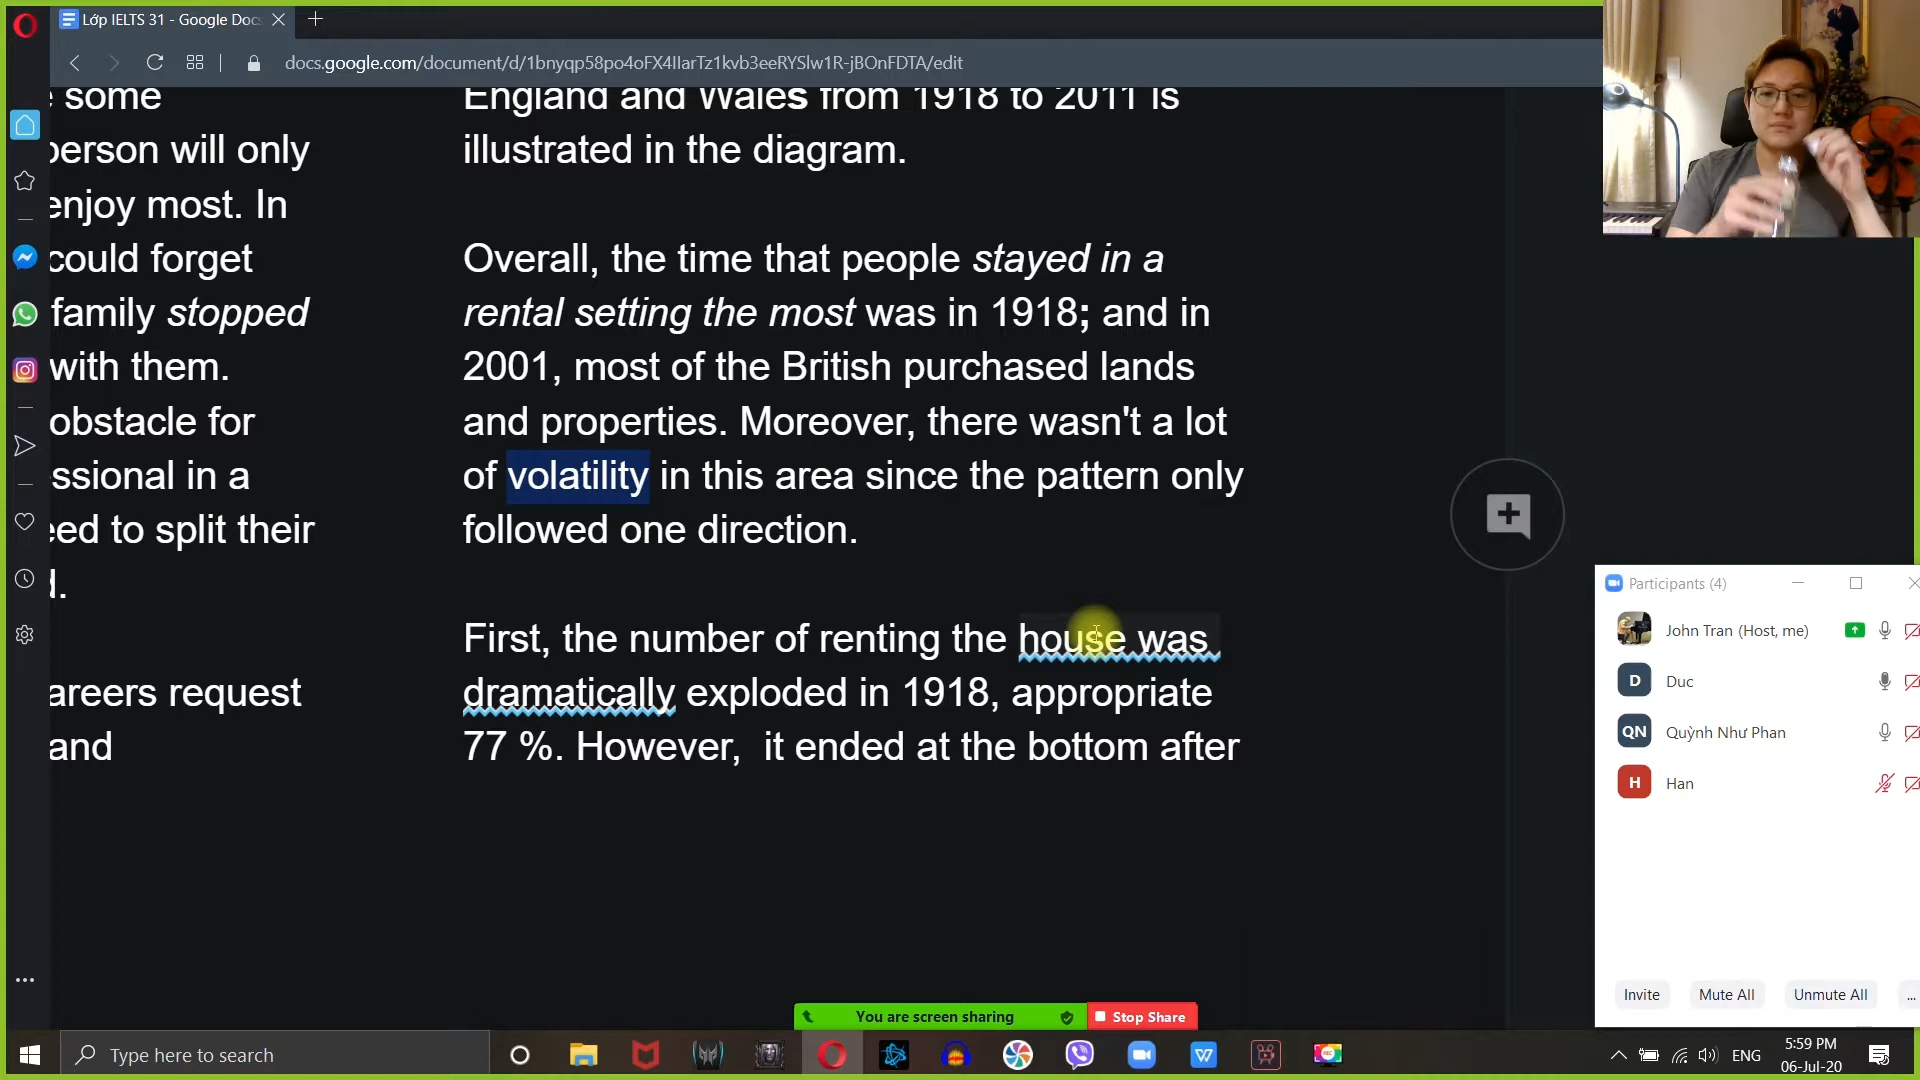 Lớp IELTS 31 - Google Doc
docs.google.com/document/d/1bnyqp58po4oFX4IIarTz1kvb3eeRYSlw1R-jBOnFDTA/edit
some
person will only
enjoy most. In
could forget
family stopped
with them.
obstacle for
ssional in a
eed to split their
d.
areers request
and
England and Wales from 1918 to 2011 is
illustrated in the diagram.
Overall, the time that people stayed in a
rental setting the most was in 1918; and in
2001, most of the British purchased lands
and properties. Moreover, there wasn't a lot
of volatility in this area since the pattern only
followed one direction.
First, the number of renting the house was
dramatically exploded in 1918, appropriate
77 %. However,  it ended at the bottom after
Participants (4)
John Tran (Host, me)
D Duc
QN Quỳnh Như Phan
H Han
Invite Mute All Unmute All ...
You are screen sharing Stop Share
Type here to search
ENG
5:59 PM
06-Jul-20